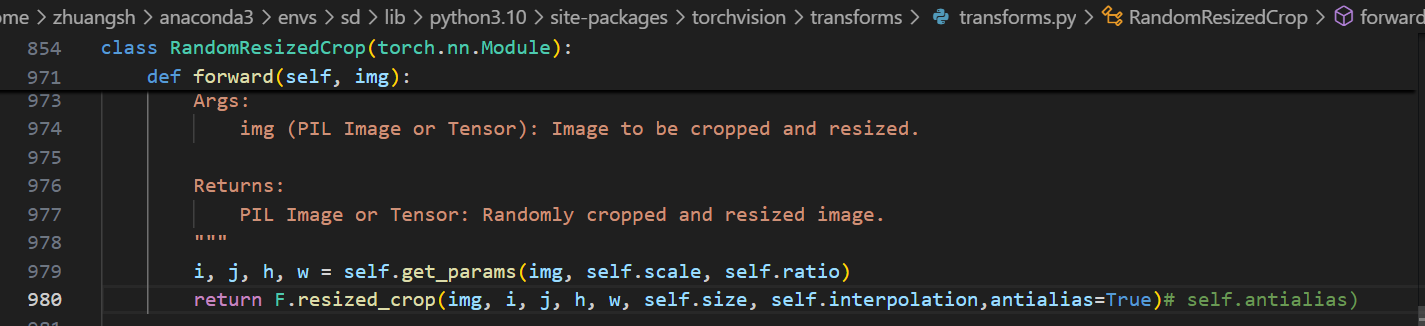 ome > zhuangsh > anaconda3 > envs > sd > lib > python3.10 > site-packages > torchvision > transforms > transforms.py > RandomResizedCrop > forward
854 class RandomResizedCrop(torch.nn.Module):
971 def forward(self, img):
973 Args:
974 img (PIL Image or Tensor): Image to be cropped and resized.
975
976 Returns:
977 PIL Image or Tensor: Randomly cropped and resized image.
978 """
979 i, j, h, w = self.get_params(img, self.scale, self.ratio)
980 return F.resized_crop(img, i, j, h, w, self.size, self.interpolation,antialias=True)# self.antialias)